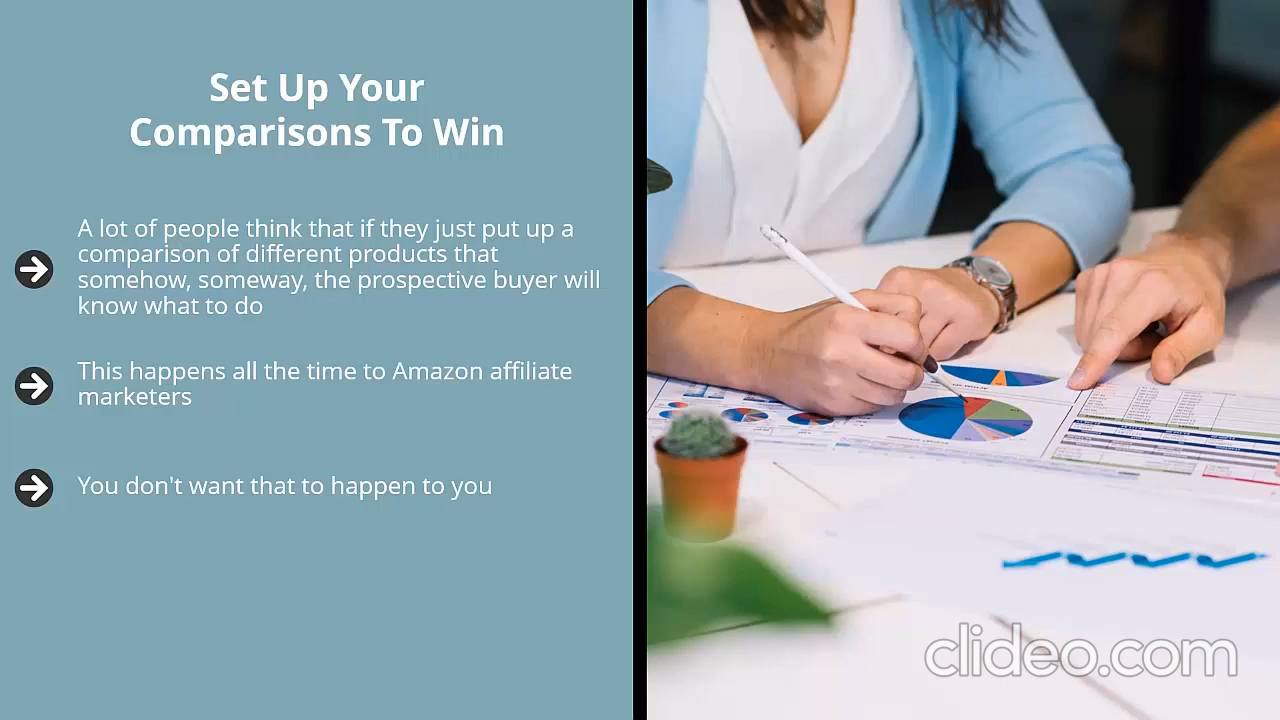 Set Up Your
Comparisons To Win
A lot of people think that if they just put up a
comparison of different products that
somehow, someway, the prospective buyer will
know what to do
This happens all the time to Amazon affiliate
marketers
You don't want that to happen to you
clideo.com